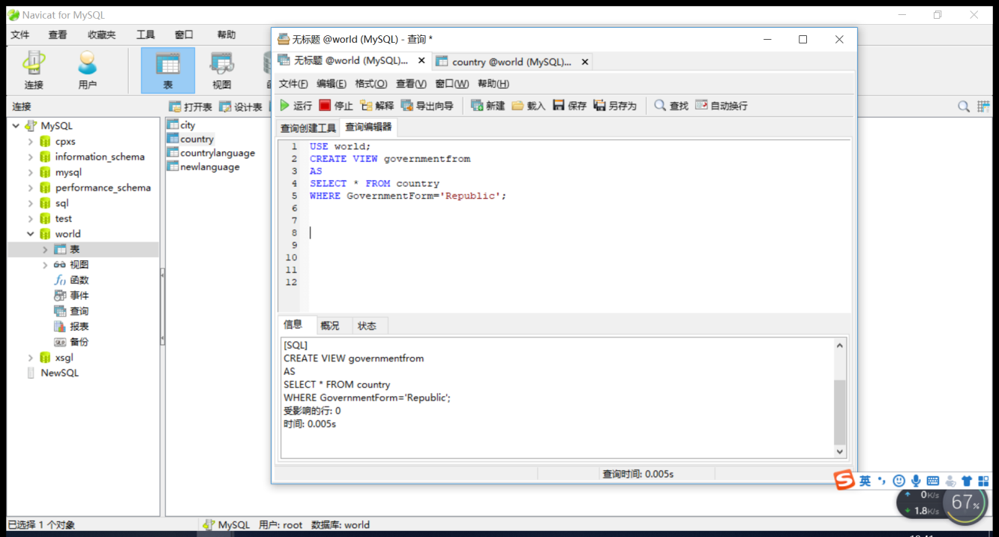 Navicat for MySQL
文件 查看 收藏夹 工具 窗口 帮助
连接 用户 表 视图
连接
打开表 设计表
MySQL
cpxs
information_schema
mysql
performance_schema
sql
test
world
表
视图
函数
事件
查询
报表
备份
xsgl
NewSQL
city
country
countrylanguage
newlanguage
无标题 @world (MySQL) - 查询 *
无标题 @world (MySQL)... country @world (MySQL)...
文件(F) 编辑(E) 格式(O) 查看(V) 窗口(W) 帮助(H)
运行 停止 解释 导出向导 新建 载入 保存 另存为 查找 自动换行
查询创建工具 查询编辑器
1 USE world;
2 CREATE VIEW governmentfrom
3 AS
4 SELECT * FROM country
5 WHERE GovernmentForm='Republic';
6
7
8
9
10
11
12
信息 概况 状态
[SQL]
CREATE VIEW governmentfrom
AS
SELECT * FROM country
WHERE GovernmentForm='Republic';
受影响的行: 0
时间: 0.005s
查询时间: 0.005s
英
0K/s
1.8K/s
67%
已选择 1 个对象 MySQL 用户: root 数据库: world